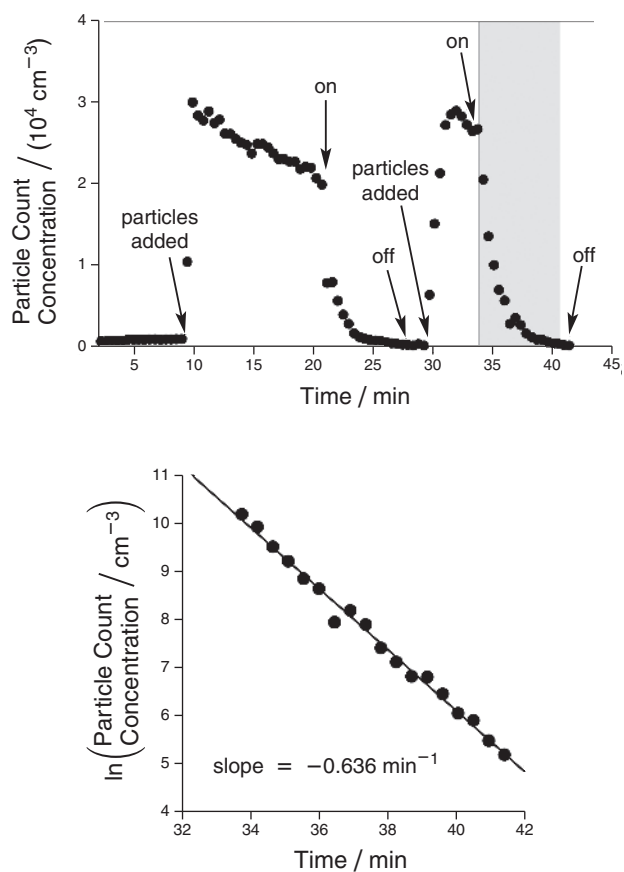 4
on
on
3
particles
added
2
particles
added
off
off
1
0
Particle Count
Concentration / (10⁴ cm⁻³)
5 10 15 20 25 30 35 40 45
Time / min
11
10
9
8
7
6
5
4
ln(Particle Count
Concentration / cm⁻³)
slope = −0.636 min⁻¹
32 34 36 38 40 42
Time / min